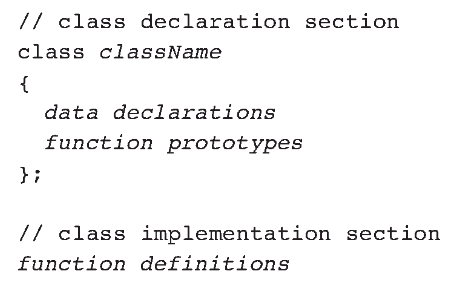 // class declaration section
class className
{
data declarations
function prototypes
};
// class implementation section
function definitions